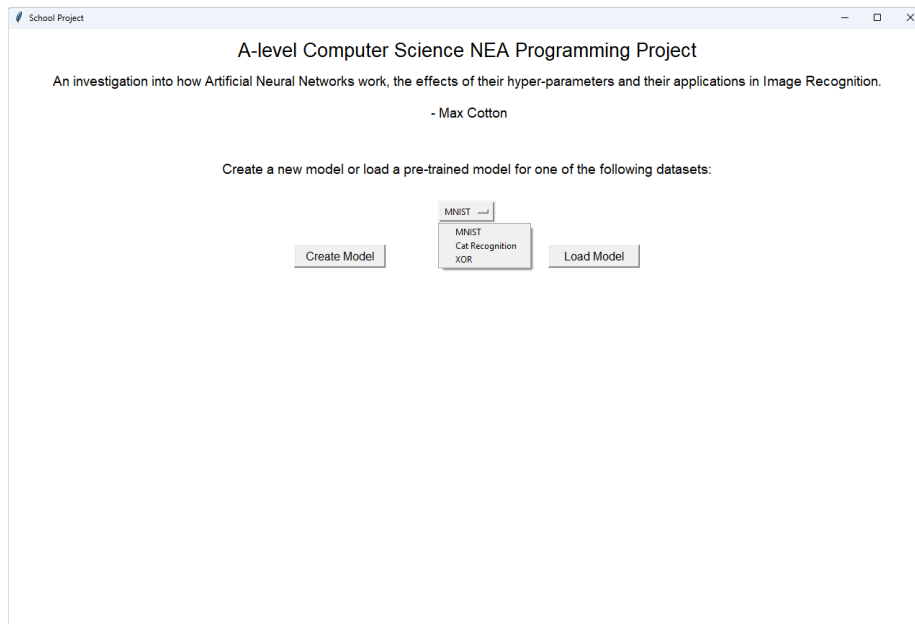 School Project
A-level Computer Science NEA Programming Project
An investigation into how Artificial Neural Networks work, the effects of their hyper-parameters and their applications in Image Recognition.
- Max Cotton
Create a new model or load a pre-trained model for one of the following datasets:
MNIST
MNIST
Cat Recognition
XOR
Create Model
Load Model